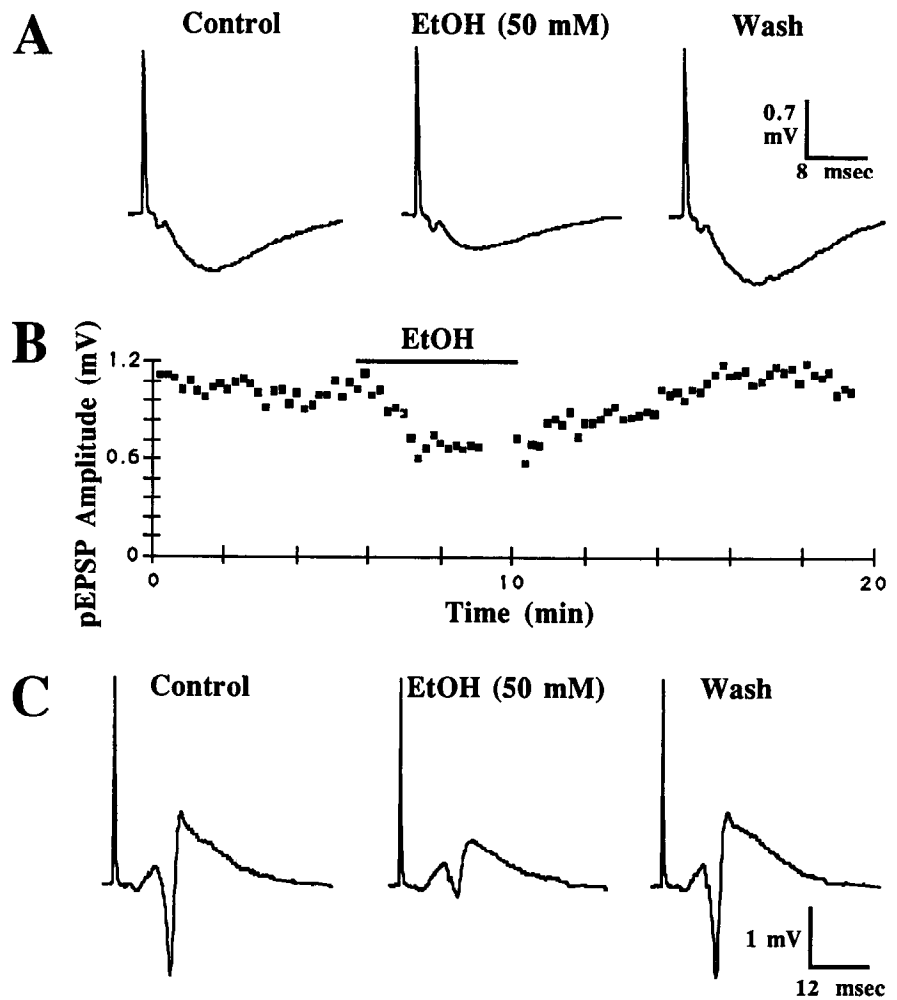 A
Control
EtOH (50 mM)
Wash
0.7
mV
8 msec
B
EtOH
pEPSP Amplitude (mV)
1.2
0.6
0
0
10
20
Time (min)
C
Control
EtOH (50 mM)
Wash
1 mV
12 msec